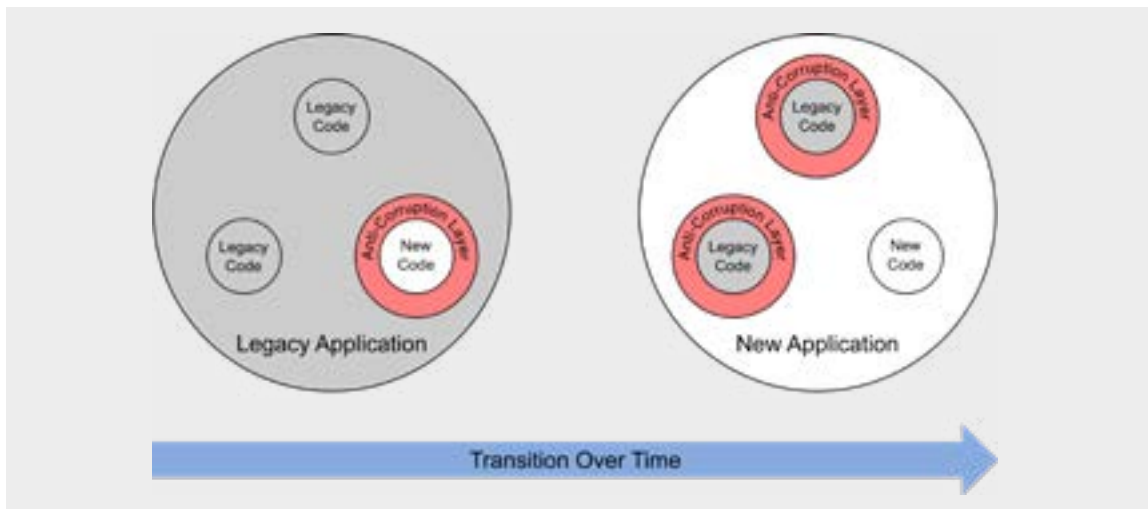 Legacy
Code
Legacy
Code
Anti-Corruption Layer
New
Code
Legacy Application
Anti-Corruption Layer
Legacy
Code
Anti-Corruption Layer
Legacy
Code
New
Code
New Application
Transition Over Time